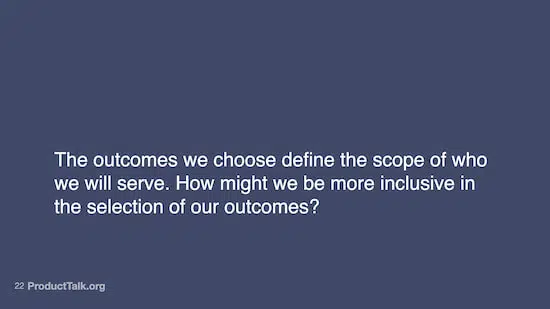 The outcomes we choose define the scope of who
we will serve. How might we be more inclusive in
the selection of our outcomes?
22 ProductTalk.org